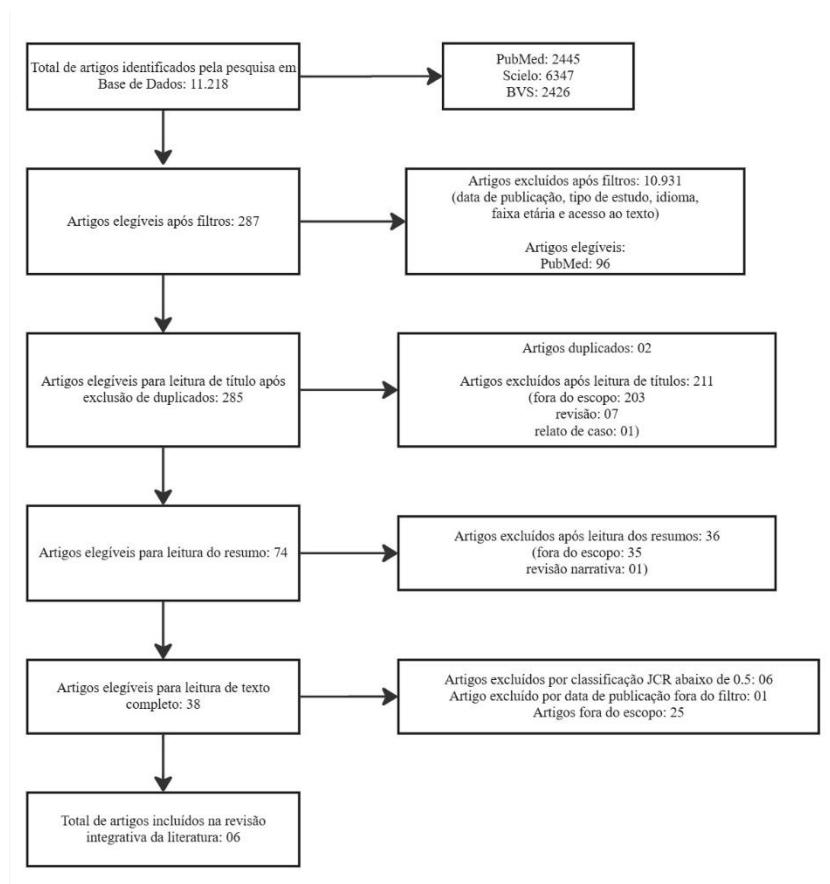 Total de artigos identificados pela pesquisa em
Base de Dados: 11.218
PubMed: 2445
Scielo: 6347
BVS: 2426
Artigos elegíveis após filtros: 287
Artigos excluídos após filtros: 10.931
(data de publicação, tipo de estudo, idioma,
faixa etária e acesso ao texto)
Artigos elegíveis:
PubMed: 96
Artigos elegíveis para leitura de título após
exclusão de duplicados: 285
Artigos duplicados: 02
Artigos excluídos após leitura de títulos: 211
(fora do escopo: 203
revisão: 07
relato de caso: 01)
Artigos elegíveis para leitura do resumo: 74
Artigos excluídos após leitura dos resumos: 36
(fora do escopo: 35
revisão narrativa: 01)
Artigos elegíveis para leitura de texto
completo: 38
Artigos excluídos por classificação JCR abaixo de 0.5: 06
Artigo excluído por data de publicação fora do filtro: 01
Artigos fora do escopo: 25
Total de artigos incluídos na revisão
integrativa da literatura: 06